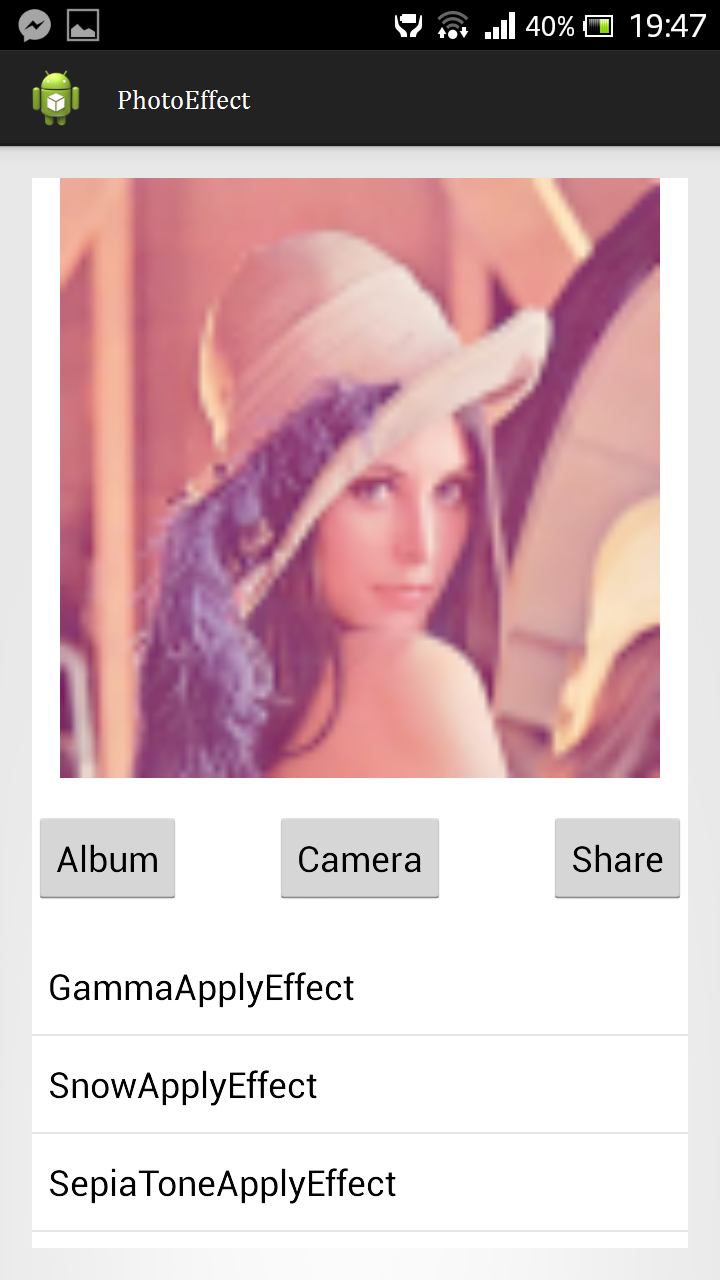 40% 19:47
PhotoEffect
Album Camera Share
GammaApplyEffect
SnowApplyEffect
SepiaToneApplyEffect